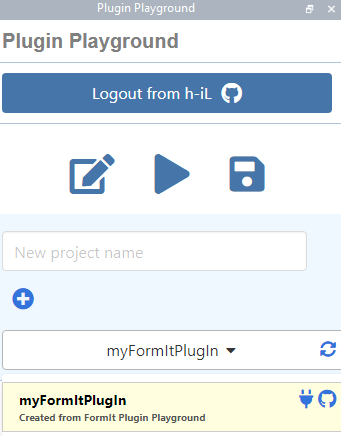 Plugin Playground
Plugin Playground
Logout from h-iL
New project name
myFormItPlugIn
myFormItPlugIn
Created from FormIt Plugin Playground